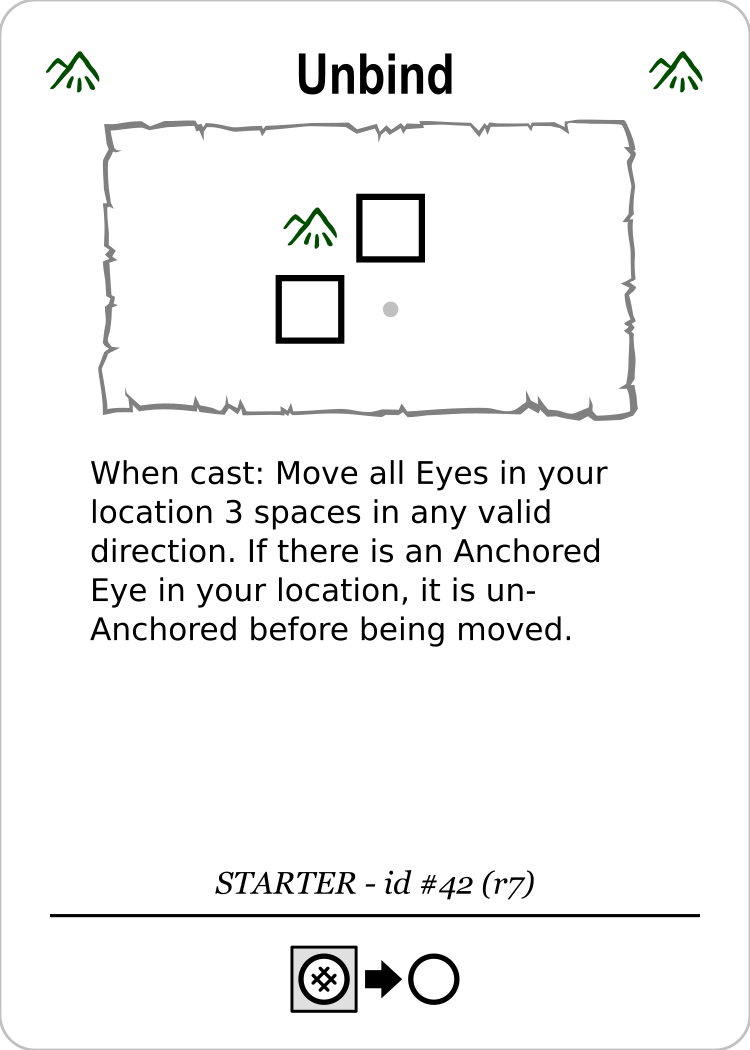 Unbind
When cast: Move all Eyes in your
location 3 spaces in any valid
direction. If there is an Anchored
Eye in your location, it is un-
Anchored before being moved.
STARTER - id #42 (r7)